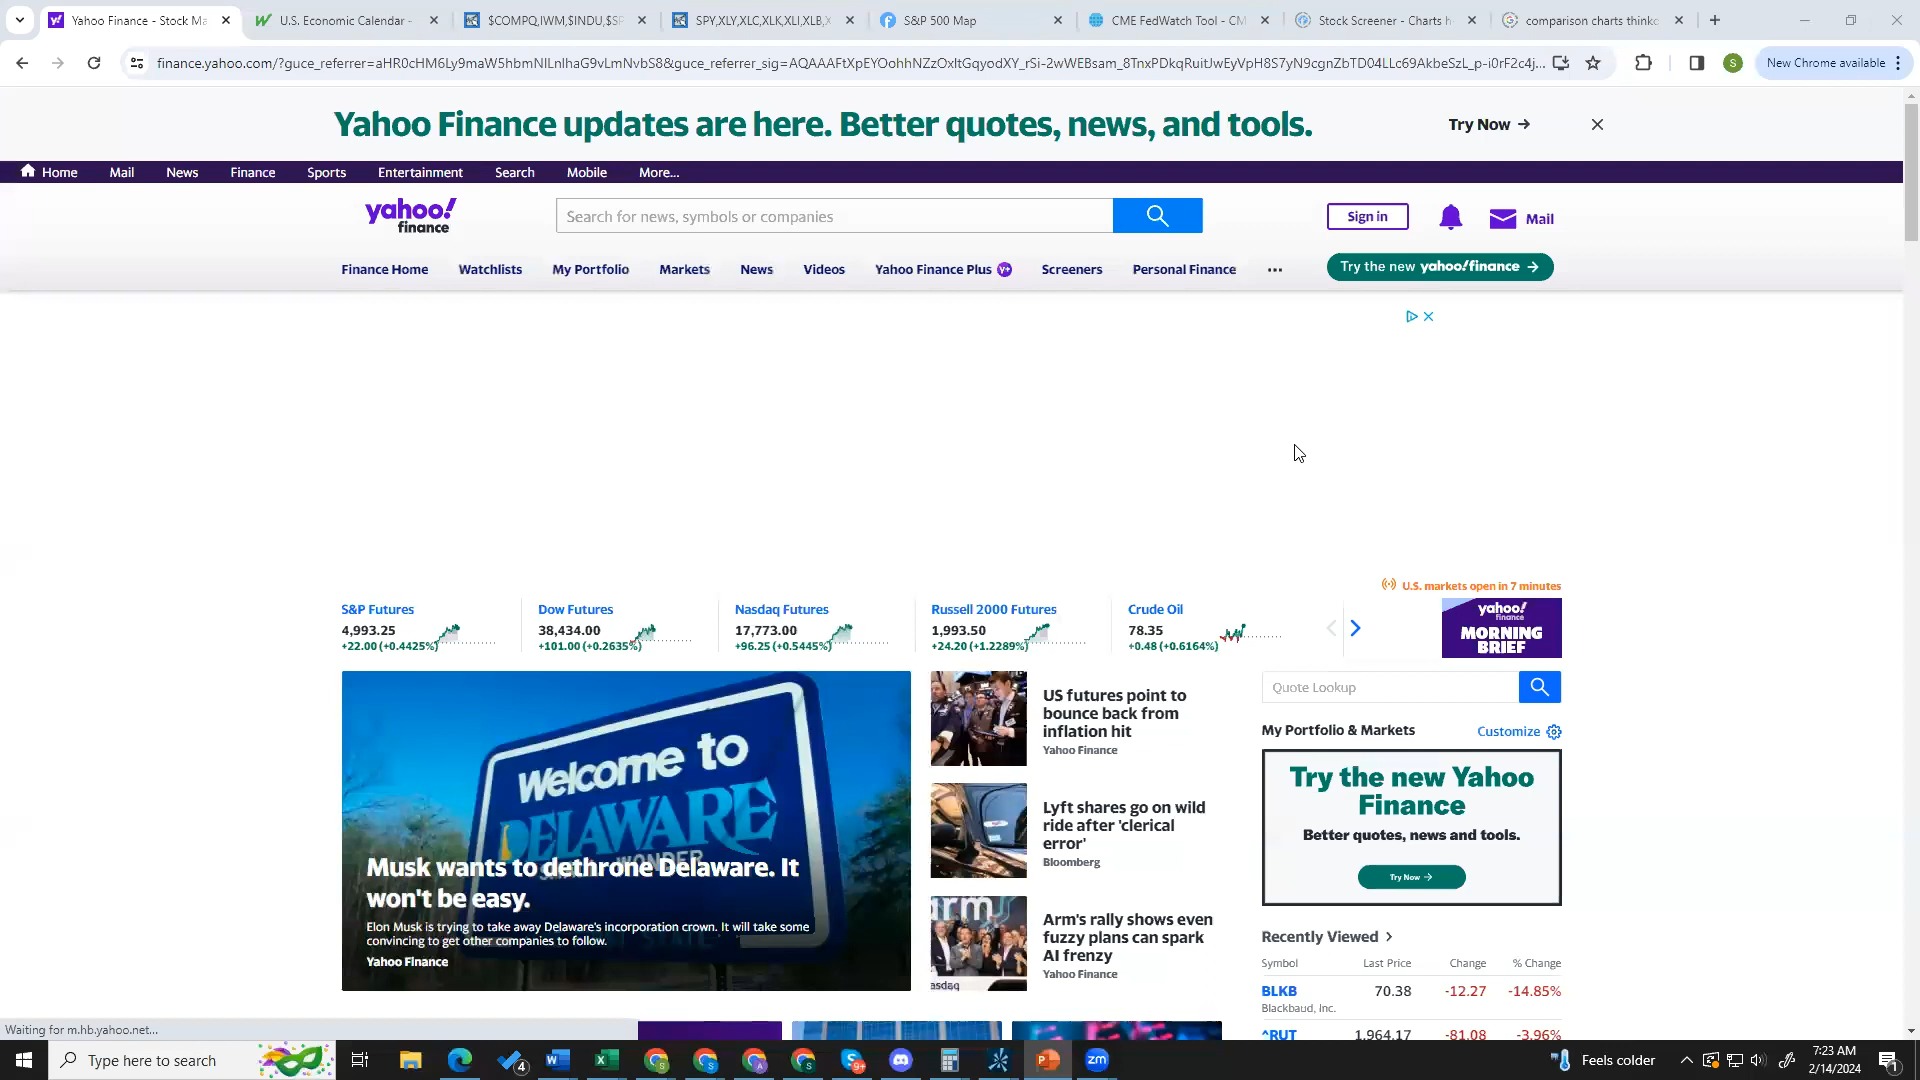 Yahoo Finance - Stock Ma
U.S. Economic Calendar -
$COMPQ,IWM,$INDU,$SP
SPY,XLY,XLC,XLK,XLI,XLB,X
S&P 500 Map
CME FedWatch Tool - CM
Stock Screener - Charts h
comparison charts thinko
New Chrome available
Yahoo Finance updates are here. Better quotes, news, and tools.
Try Now →
Home Mail News Finance Sports Entertainment Search Mobile More...
yahoo!
finance
Search for news, symbols or companies
Sign in
Mail
Finance Home Watchlists My Portfolio Markets News Videos Yahoo Finance Plus y+ Screeners Personal Finance ...
Try the new yahoo!finance →
U.S. markets open in 7 minutes
S&P Futures
4,993.25
+22.00 (+0.4425%)
Dow Futures
38,434.00
+101.00 (+0.2635%)
Nasdaq Futures
17,773.00
+96.25 (+0.5445%)
Russell 2000 Futures
1,993.50
+24.20 (+1.2289%)
Crude Oil
78.35
+0.48 (+0.6164%)
yahoo!
finance
MORNING
BRIEF
Welcome to
DELAWARE
Musk wants to dethrone Delaware. It
won't be easy.
Elon Musk is trying to take away Delaware's incorporation crown. It will take some
convincing to get other companies to follow.
Yahoo Finance
US futures point to
bounce back from
inflation hit
Yahoo Finance
Lyft shares go on wild
ride after 'clerical
error'
Bloomberg
arm
asdaq
Arm's rally shows even
fuzzy plans can spark
AI frenzy
Yahoo Finance
Quote Lookup
My Portfolio & Markets
Customize
Try the new Yahoo
Finance
Better quotes, news and tools.
Try Now →
Recently Viewed >
Symbol Last Price Change % Change
BLKB 70.38 -12.27 -14.85%
Blackbaud, Inc.
^RUT 1,964.17 -81.08 -3.96%
Waiting for m.hb.yahoo.net...
Type here to search
Feels colder
7:23 AM
2/14/2024